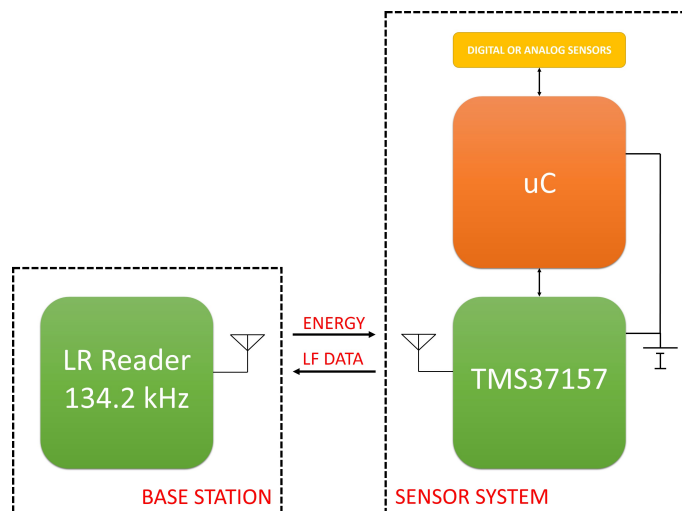 DIGITAL OR ANALOG SENSORS
uC
ENERGY
LF DATA
LR Reader
134.2 kHz
TMS37157
BASE STATION
SENSOR SYSTEM